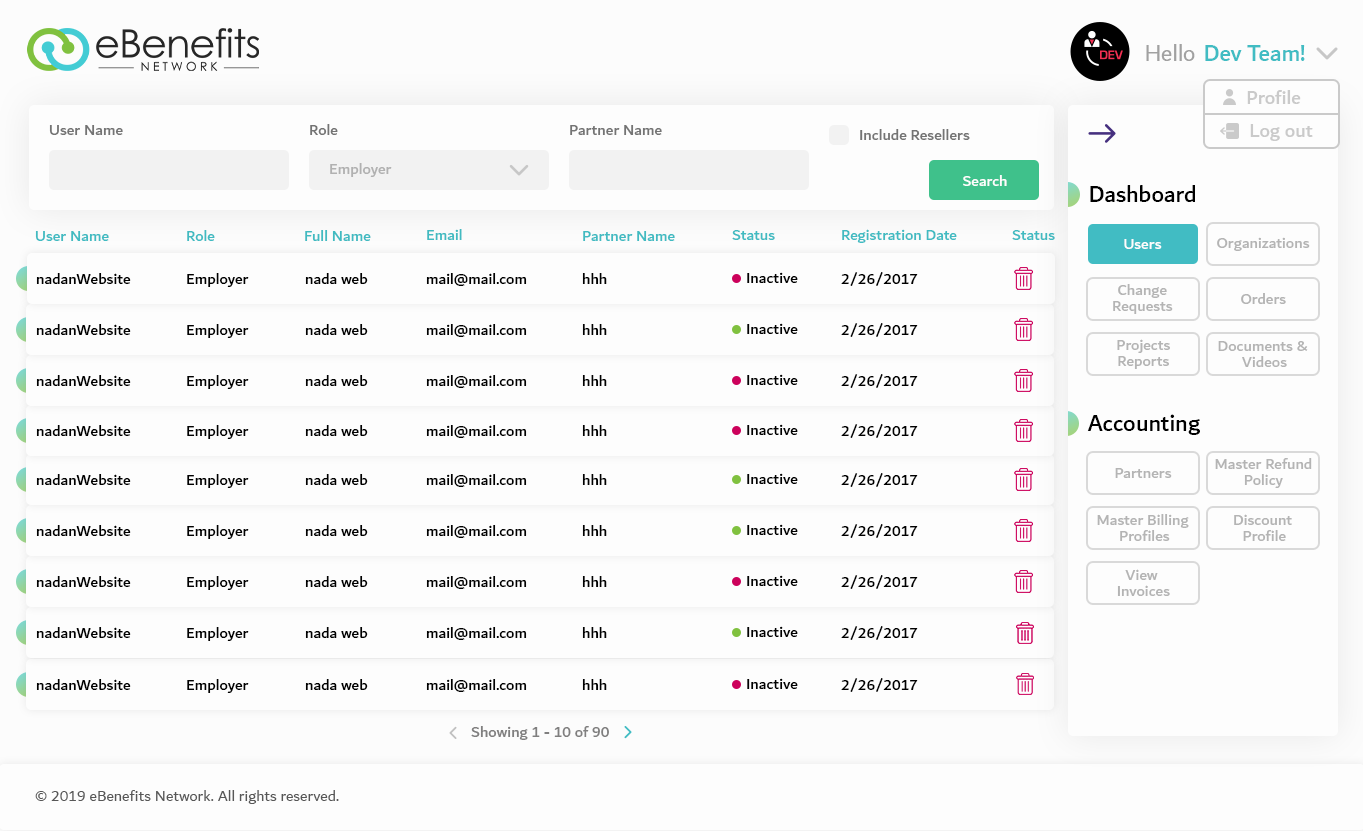 eBenefits
NETWORK
DEV
Hello Dev Team!
Profile
Log out
User Name
Role
Partner Name
Include Resellers
Employer
Search
User Name Role Full Name Email Partner Name Status Registration Date Status
nadanWebsite Employer nada web mail@mail.com hhh Inactive 2/26/2017
nadanWebsite Employer nada web mail@mail.com hhh Inactive 2/26/2017
nadanWebsite Employer nada web mail@mail.com hhh Inactive 2/26/2017
nadanWebsite Employer nada web mail@mail.com hhh Inactive 2/26/2017
nadanWebsite Employer nada web mail@mail.com hhh Inactive 2/26/2017
nadanWebsite Employer nada web mail@mail.com hhh Inactive 2/26/2017
nadanWebsite Employer nada web mail@mail.com hhh Inactive 2/26/2017
nadanWebsite Employer nada web mail@mail.com hhh Inactive 2/26/2017
nadanWebsite Employer nada web mail@mail.com hhh Inactive 2/26/2017
Showing 1 - 10 of 90
Dashboard
Users
Organizations
Change
Requests
Orders
Projects
Reports
Documents &
Videos
Accounting
Partners
Master Refund
Policy
Master Billing
Profiles
Discount
Profile
View
Invoices
© 2019 eBenefits Network. All rights reserved.